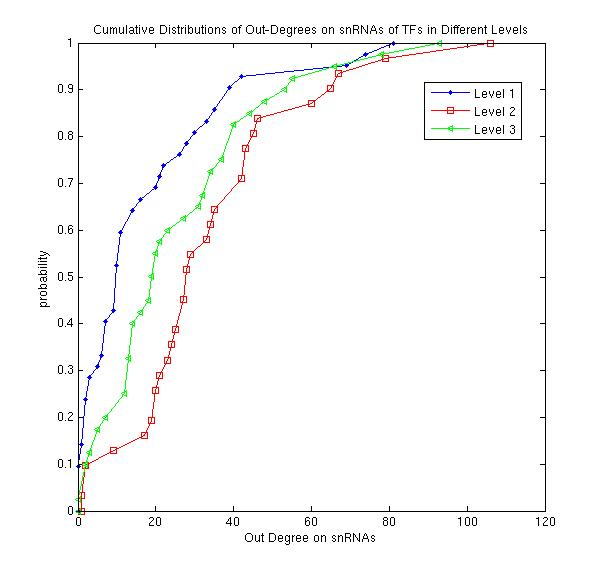 Cumulative Distributions of Out-Degrees on snRNAs of TFs in Different Levels
1
0.9
0.8
0.7
0.6
0.5
0.4
0.3
0.2
0.1
0
probability
Level 1
Level 2
Level 3
0 20 40 60 80 100 120
Out Degree on snRNAs